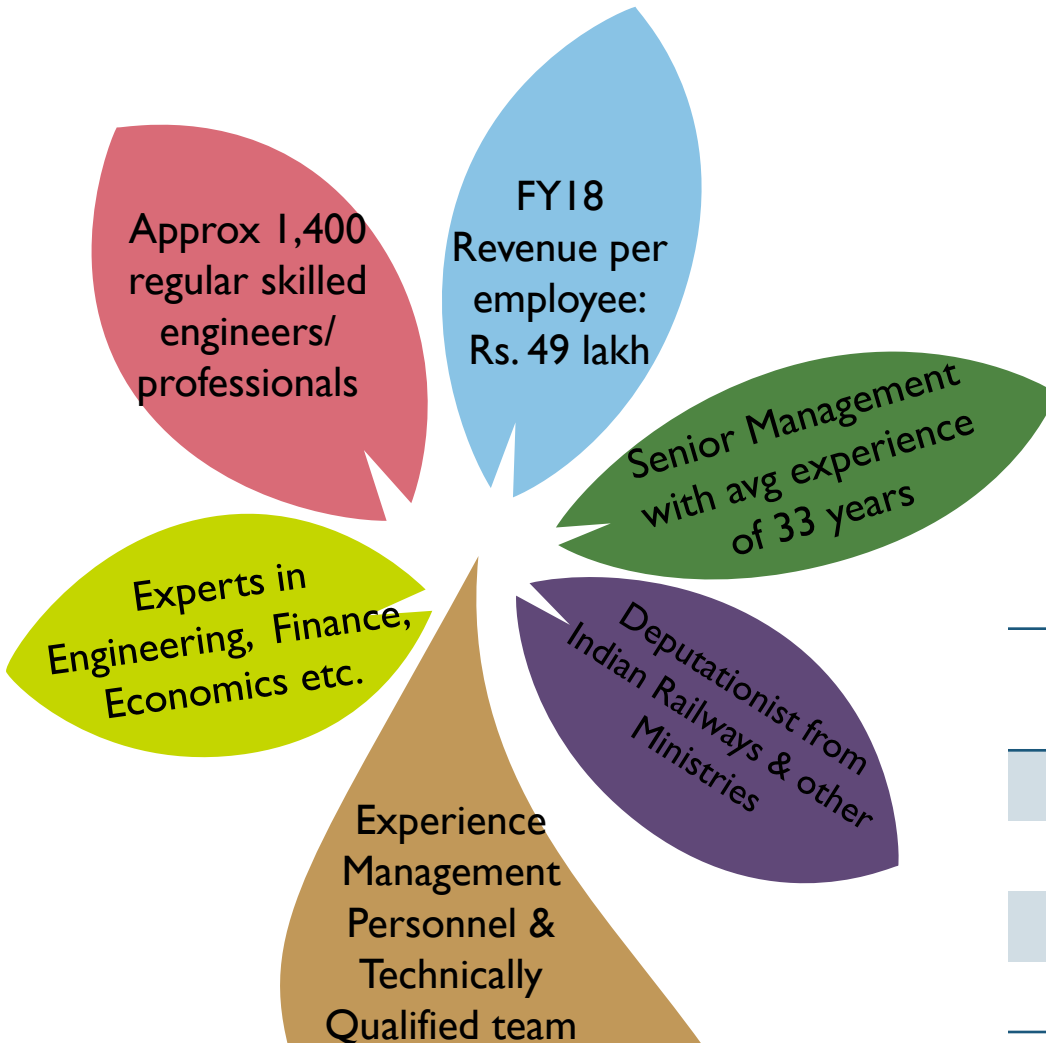 FY18
Revenue per
employee:
Rs. 49 lakh
Approx 1,400
regular skilled
engineers/
professionals
Senior Management
with avg experience
of 33 years
Experts in
Engineering, Finance,
Economics etc.
Deputationist from
Indian Railways & other
Ministries
Experience
Management
Personnel &
Technically
Qualified team